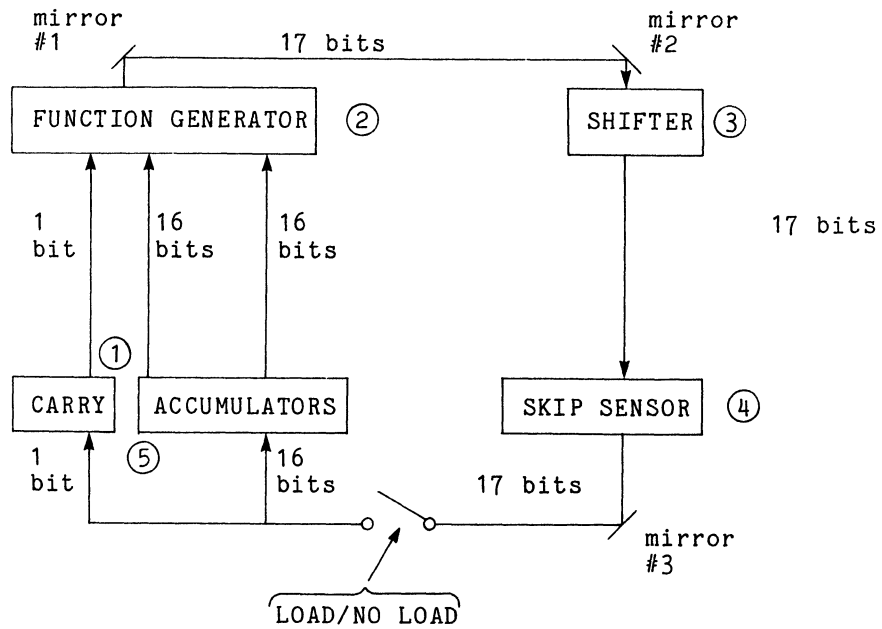 mirror
#1
17 bits
mirror
#2
FUNCTION GENERATOR
2
SHIFTER
3
1
bit
16
bits
16
bits
17 bits
1
CARRY
ACCUMULATORS
SKIP SENSOR
4
1
bit
5
16
bits
17 bits
mirror
#3
LOAD/NO LOAD